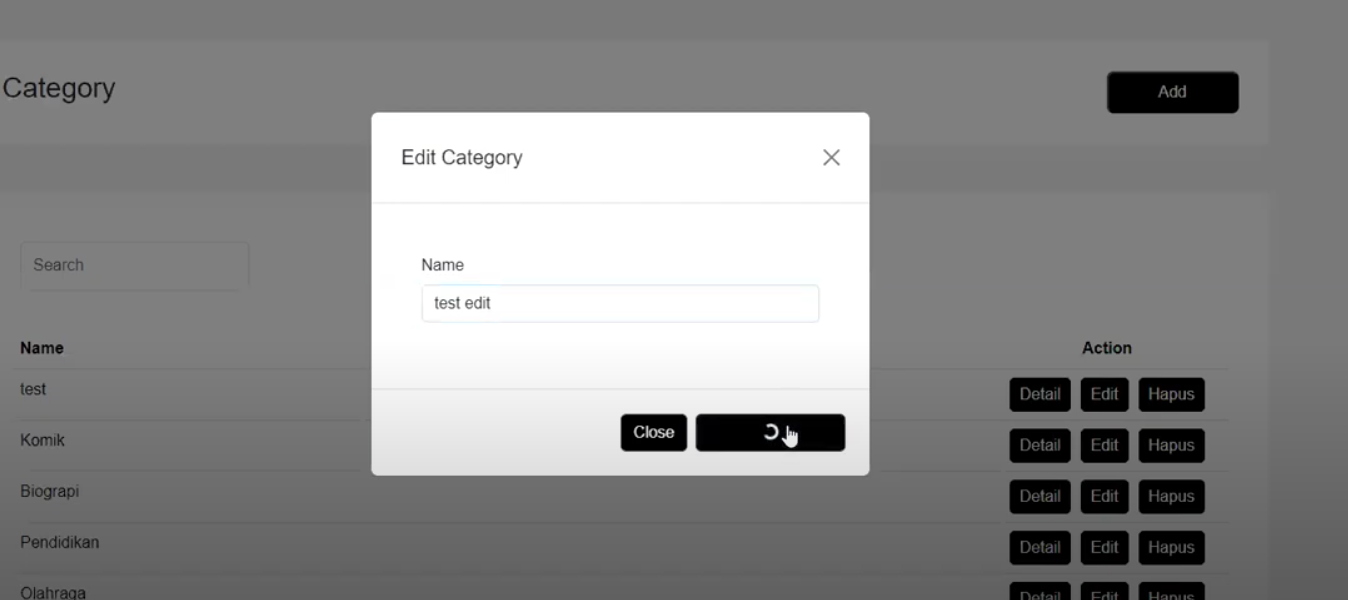 Category
Add
Edit Category
Search
Name
test edit
Name
Action
test
Detail Edit Hapus
Komik
Detail Edit Hapus
Close
Biograpi
Detail Edit Hapus
Pendidikan
Detail Edit Hapus
Olahraga
Detail Edit Hapus